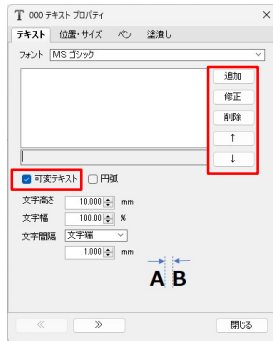 T 000 テキスト プロパティ ×
テキスト 位置・サイズ ペン 塗潰し
フォント MS ゴシック
追加
修正
削除
↑
↓
可変テキスト 円弧
文字高さ 10.000 mm
文字幅 100.00 %
文字間隔 文字端
1.000 mm
A B
≪ ≫ 閉じる